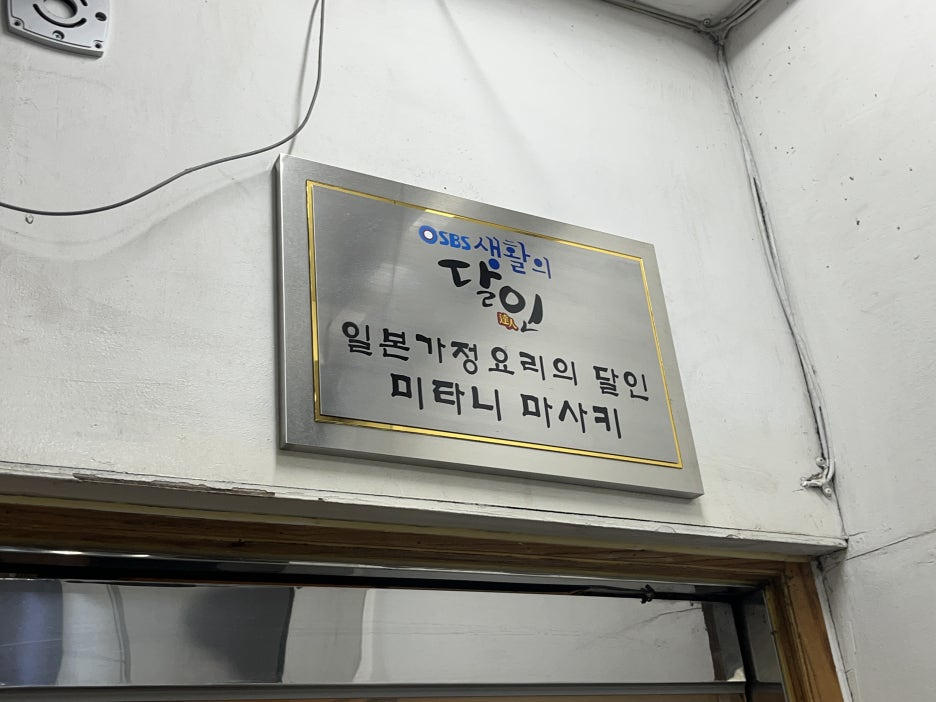 SBS 생활의
달인
達人
일본가정요리의 달인
미타니 마사키